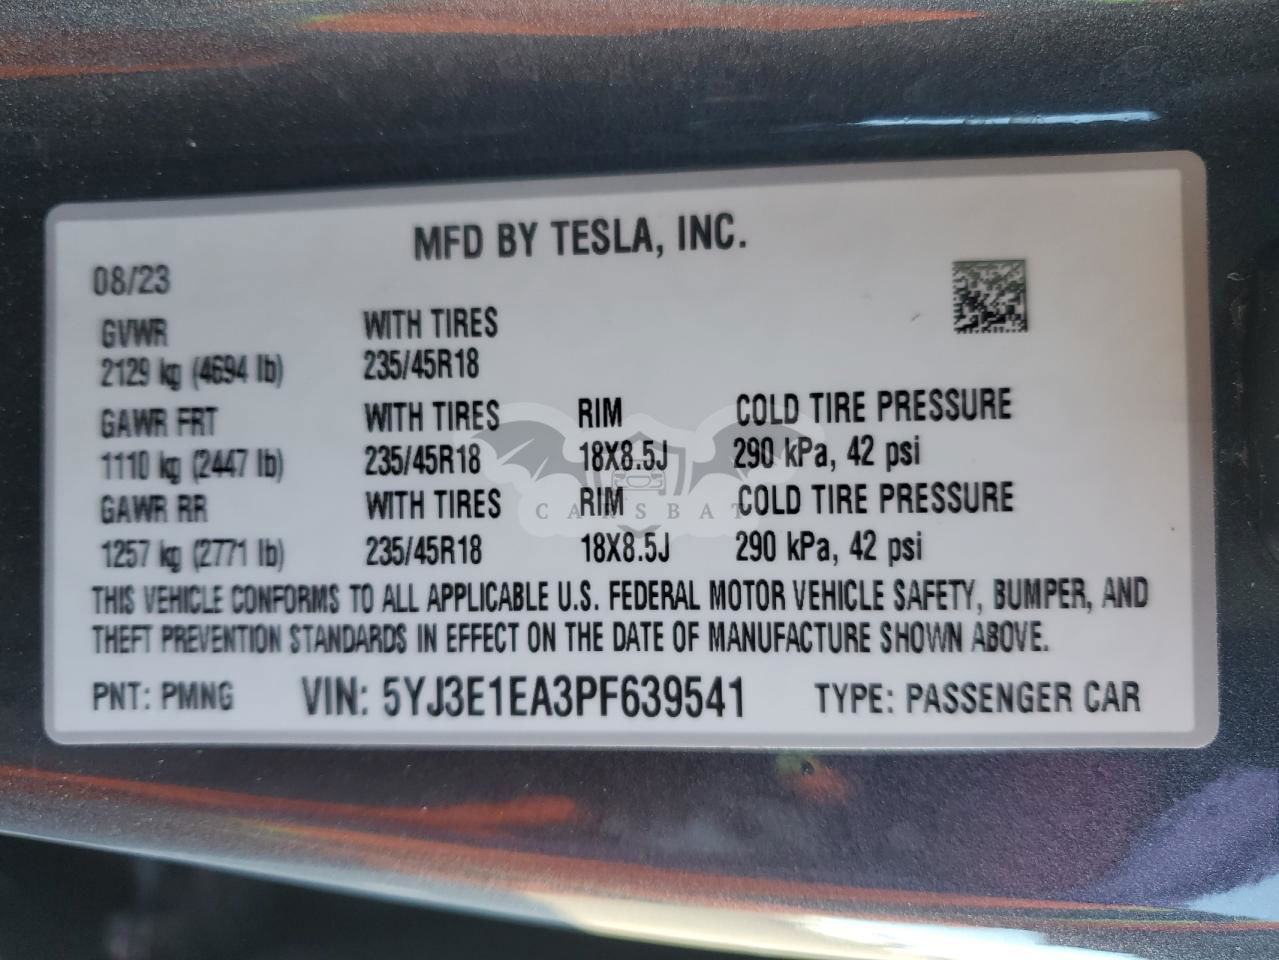 MFD BY TESLA, INC.
08/23
GVWR WITH TIRES
2129 kg (4694 lb) 235/45R18
GAWR FRT WITH TIRES RIM COLD TIRE PRESSURE
1110 kg (2447 lb) 235/45R18 18X8.5J 290 kPa, 42 psi
GAWR RR WITH TIRES RIM COLD TIRE PRESSURE
CARSBAT
1257 kg (2771 lb) 235/45R18 18X8.5J 290 kPa, 42 psi
THIS VEHICLE CONFORMS TO ALL APPLICABLE U.S. FEDERAL MOTOR VEHICLE SAFETY, BUMPER, AND
THEFT PREVENTION STANDARDS IN EFFECT ON THE DATE OF MANUFACTURE SHOWN ABOVE.
PNT: PMNG VIN: 5YJ3E1EA3PF639541 TYPE: PASSENGER CAR